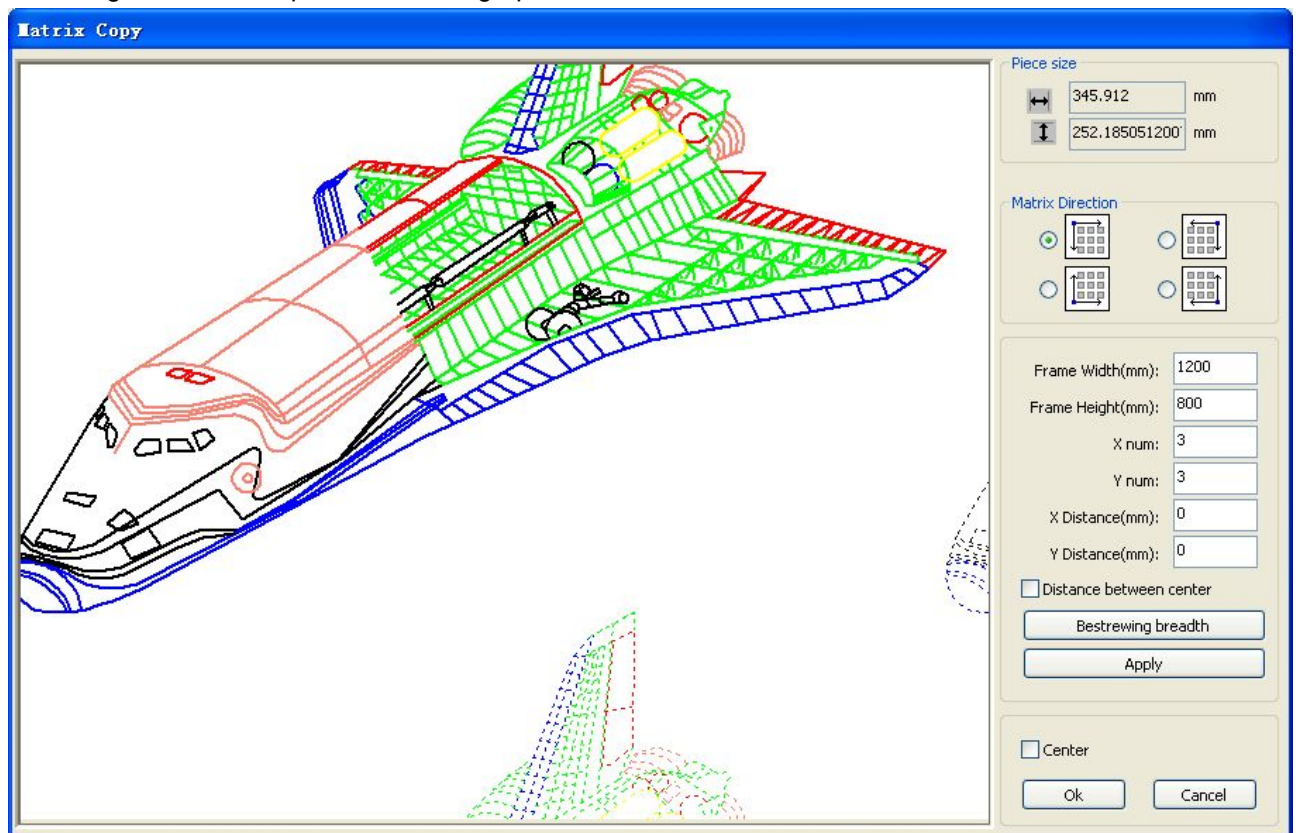 Matrix Copy
Piece size
345.912 mm
252.185051200 mm
Matrix Direction
Frame Width(mm): 1200
Frame Height(mm): 800
X num: 3
Y num: 3
X Distance(mm): 0
Y Distance(mm): 0
Distance between center
Bestrewing breadth
Apply
Center
Ok Cancel